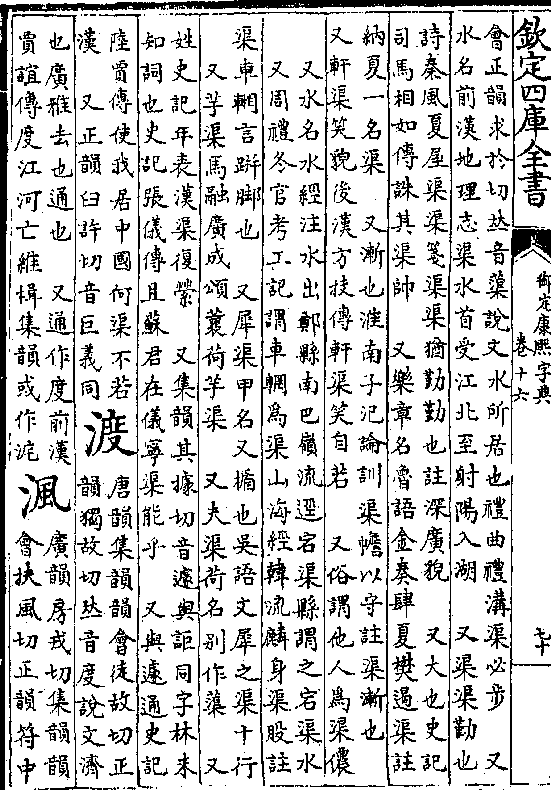 欽定四庫全書
御定康熙字典
卷十六
七十
會正韻求於切𠀤音蕖說文水所居也禮曲禮溝渠必步 又
水名前漢地理志渠水首受江北至射陽入湖 又渠渠勤也
詩秦風夏屋渠渠箋渠渠猶勤勤也註深廣貌 又大也史記
司馬相如傳誅其渠帥 又樂章名魯語金奏肆夏樊遏渠註
納夏一名渠 又漸也淮南子氾論訓渠幨以守註渠漸也
又軒渠笑貌後漢方技傳軒渠笑自若 又俗謂他人為渠儂
又水名水經注水出鄭縣南巴嶺流逕宕渠縣謂之宕渠水
又周禮冬官考工記謂車輞為渠山海經韓流麟身渠股註
渠車輞言跰腳也 又犀渠甲名又楯也吳語文犀之渠十行
又芋渠馬融廣成頌蘘荷芋渠 又夫渠荷名別作蕖 又
姓史記年表漢渠復絫 又集韻其據切音遽與詎同字林未
知詞也史記張儀傳且蘇君在儀寧渠能乎 又與遽通史記
陸賈傳使我居中國何渠不若
漢 又正韻臼許切音巨義同
渡
唐韻集韻韻會徒故切正
韻獨故切𠀤音度說文濟
也廣雅去也通也 又通作度前漢
賈誼傳度江河亡維楫集韻或作㡯
渢
廣韻房戎切集韻韻
會扶風切正韻符中